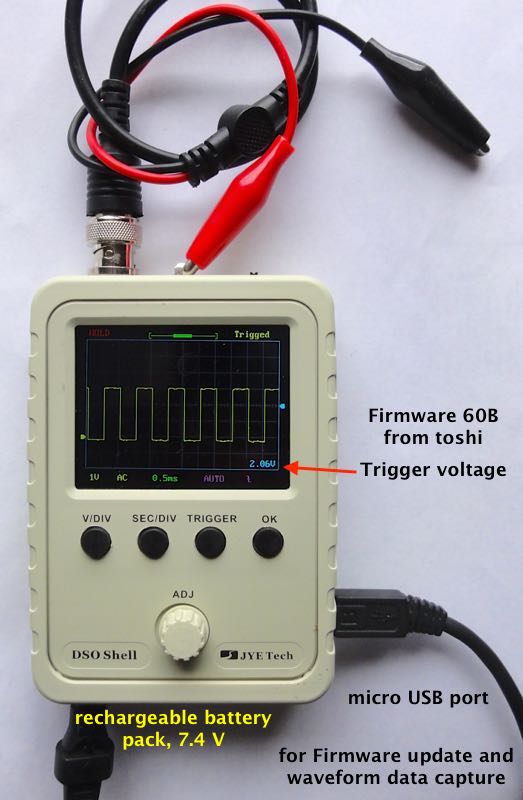 HOLD
Trigged
2.06V
1V AC 0.5ms AUTO
V/DIV SEC/DIV TRIGGER OK
ADJ
DSO Shell
JYE Tech
Firmware 60B
from toshi
Trigger voltage
micro USB port
rechargeable battery
pack, 7.4 V
for Firmware update and
waveform data capture